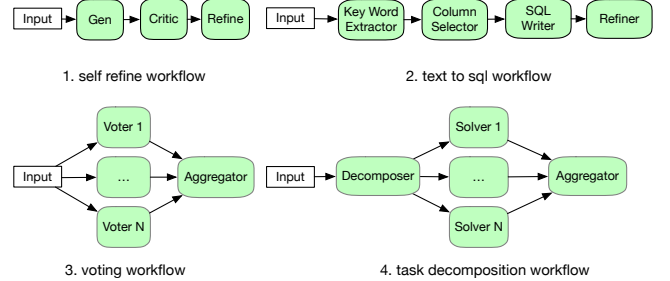 Input Gen Critic Refine
1. self refine workflow
Input Key Word Extractor Column Selector SQL Writer Refiner
2. text to sql workflow
Voter 1
Input ... Aggregator
Voter N
3. voting workflow
Solver 1
Input Decomposer ... Aggregator
Solver N
4. task decomposition workflow